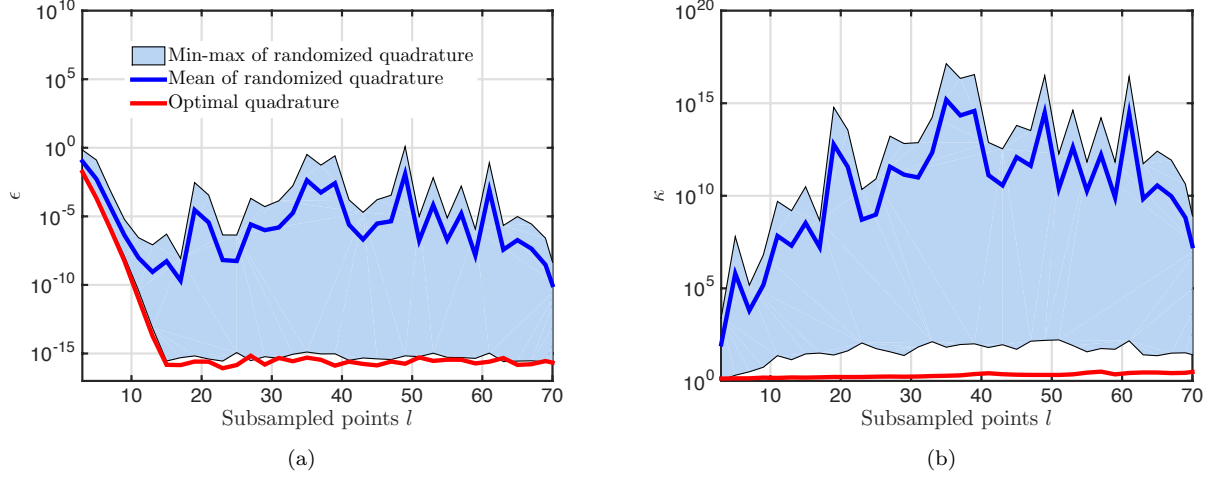 10^10
10^5
10^0
10^-5
10^-10
10^-15
ϵ
Min-max of randomized quadrature
Mean of randomized quadrature
Optimal quadrature
10 20 30 40 50 60 70
Subsampled points l
(a)
10^20
10^15
10^10
10^5
10^0
κ
10 20 30 40 50 60 70
Subsampled points l
(b)